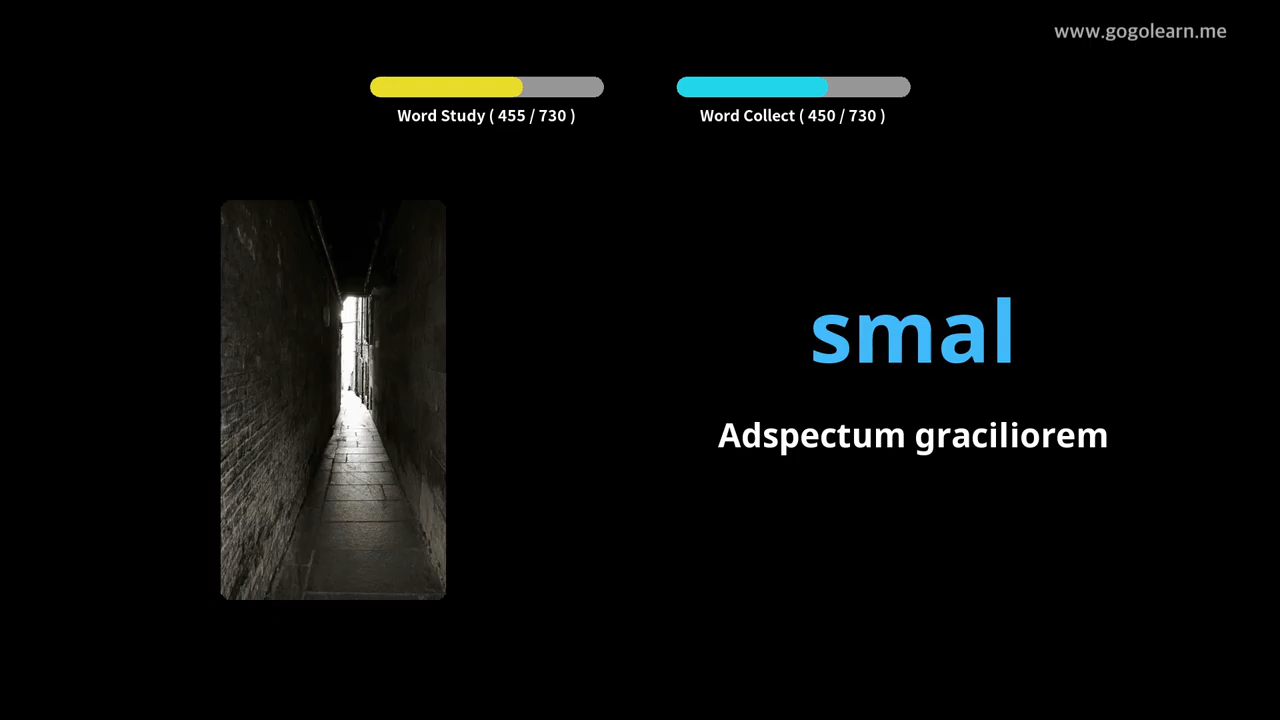 www.gogolearn.me
Word Study ( 455 / 730 )
Word Collect ( 450 / 730 )
smal
Adspectum graciliorem